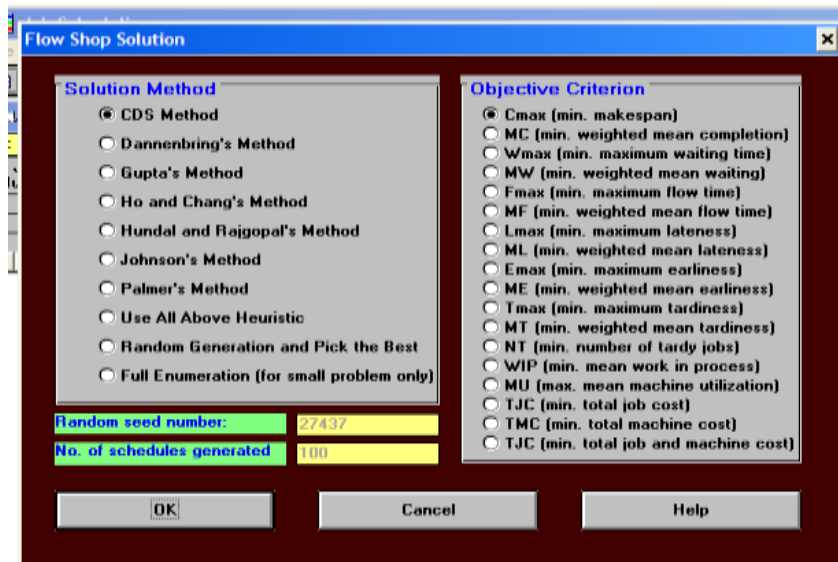 Flow Shop Solution
Solution Method
CDS Method
Dannenbring's Method
Gupta's Method
Ho and Chang's Method
Hundal and Rajgopal's Method
Johnson's Method
Palmer's Method
Use All Above Heuristic
Random Generation and Pick the Best
Full Enumeration (for small problem only)
Random seed number:
27437
No. of schedules generated
100
Objective Criterion
Cmax (min. makespan)
MC (min. weighted mean completion)
Wmax (min. maximum waiting time)
MW (min. weighted mean waiting)
Fmax (min. maximum flow time)
MF (min. weighted mean flow time)
Lmax (min. maximum lateness)
ML (min. weighted mean lateness)
Emax (min. maximum earliness)
ME (min. weighted mean earliness)
Tmax (min. maximum tardiness)
MT (min. weighted mean tardiness)
NT (min. number of tardy jobs)
WIP (min. mean work in process)
MU (max. mean machine utilization)
TJC (min. total job cost)
TMC (min. total machine cost)
TJC (min. total job and machine cost)
OK
Cancel
Help